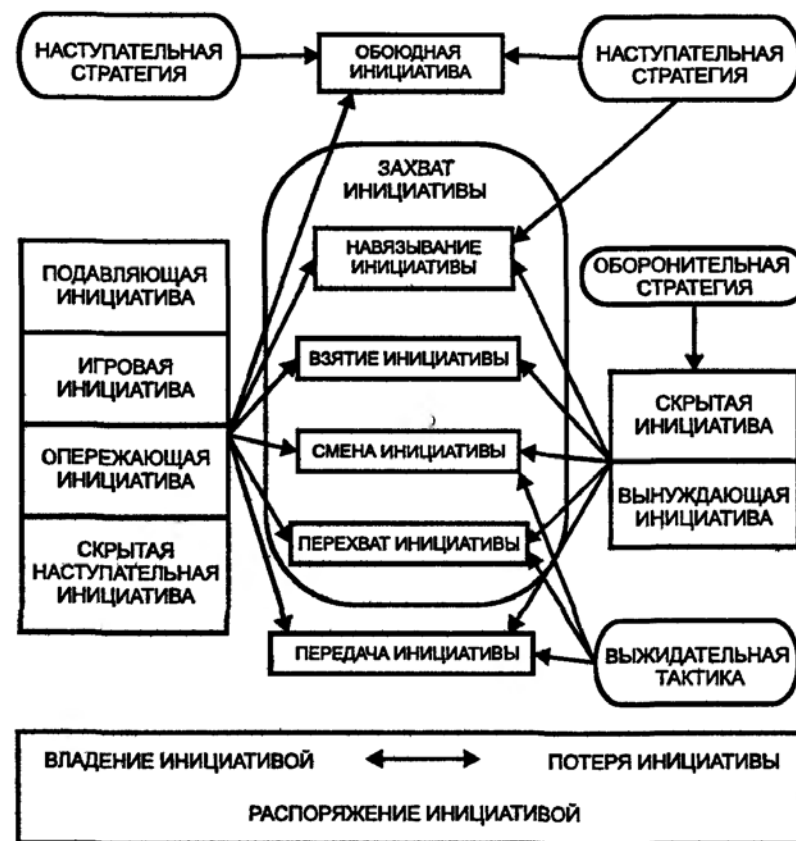 НАСТУПАТЕЛЬНАЯ
СТРАТЕГИЯ
ОБОЮДНАЯ
ИНИЦИАТИВА
НАСТУПАТЕЛЬНАЯ
СТРАТЕГИЯ
ЗАХВАТ
ИНИЦИАТИВЫ
НАВЯЗЫВАНИЕ
ИНИЦИАТИВЫ
ВЗЯТИЕ ИНИЦИАТИВЫ
СМЕНА ИНИЦИАТИВЫ
ПЕРЕХВАТ ИНИЦИАТИВЫ
ПЕРЕДАЧА ИНИЦИАТИВЫ
ПОДАВЛЯЮЩАЯ
ИНИЦИАТИВА
ИГРОВАЯ
ИНИЦИАТИВА
ОПЕРЕЖАЮЩАЯ
ИНИЦИАТИВА
СКРЫТАЯ
НАСТУПАТЕЛЬНАЯ
ИНИЦИАТИВА
ОБОРОНИТЕЛЬНАЯ
СТРАТЕГИЯ
СКРЫТАЯ
ИНИЦИАТИВА
ВЫНУЖДАЮЩАЯ
ИНИЦИАТИВА
ВЫЖИДАТЕЛЬНАЯ
ТАКТИКА
ВЛАДЕНИЕ ИНИЦИАТИВОЙ ПОТЕРЯ ИНИЦИАТИВЫ
РАСПОРЯЖЕНИЕ ИНИЦИАТИВОЙ